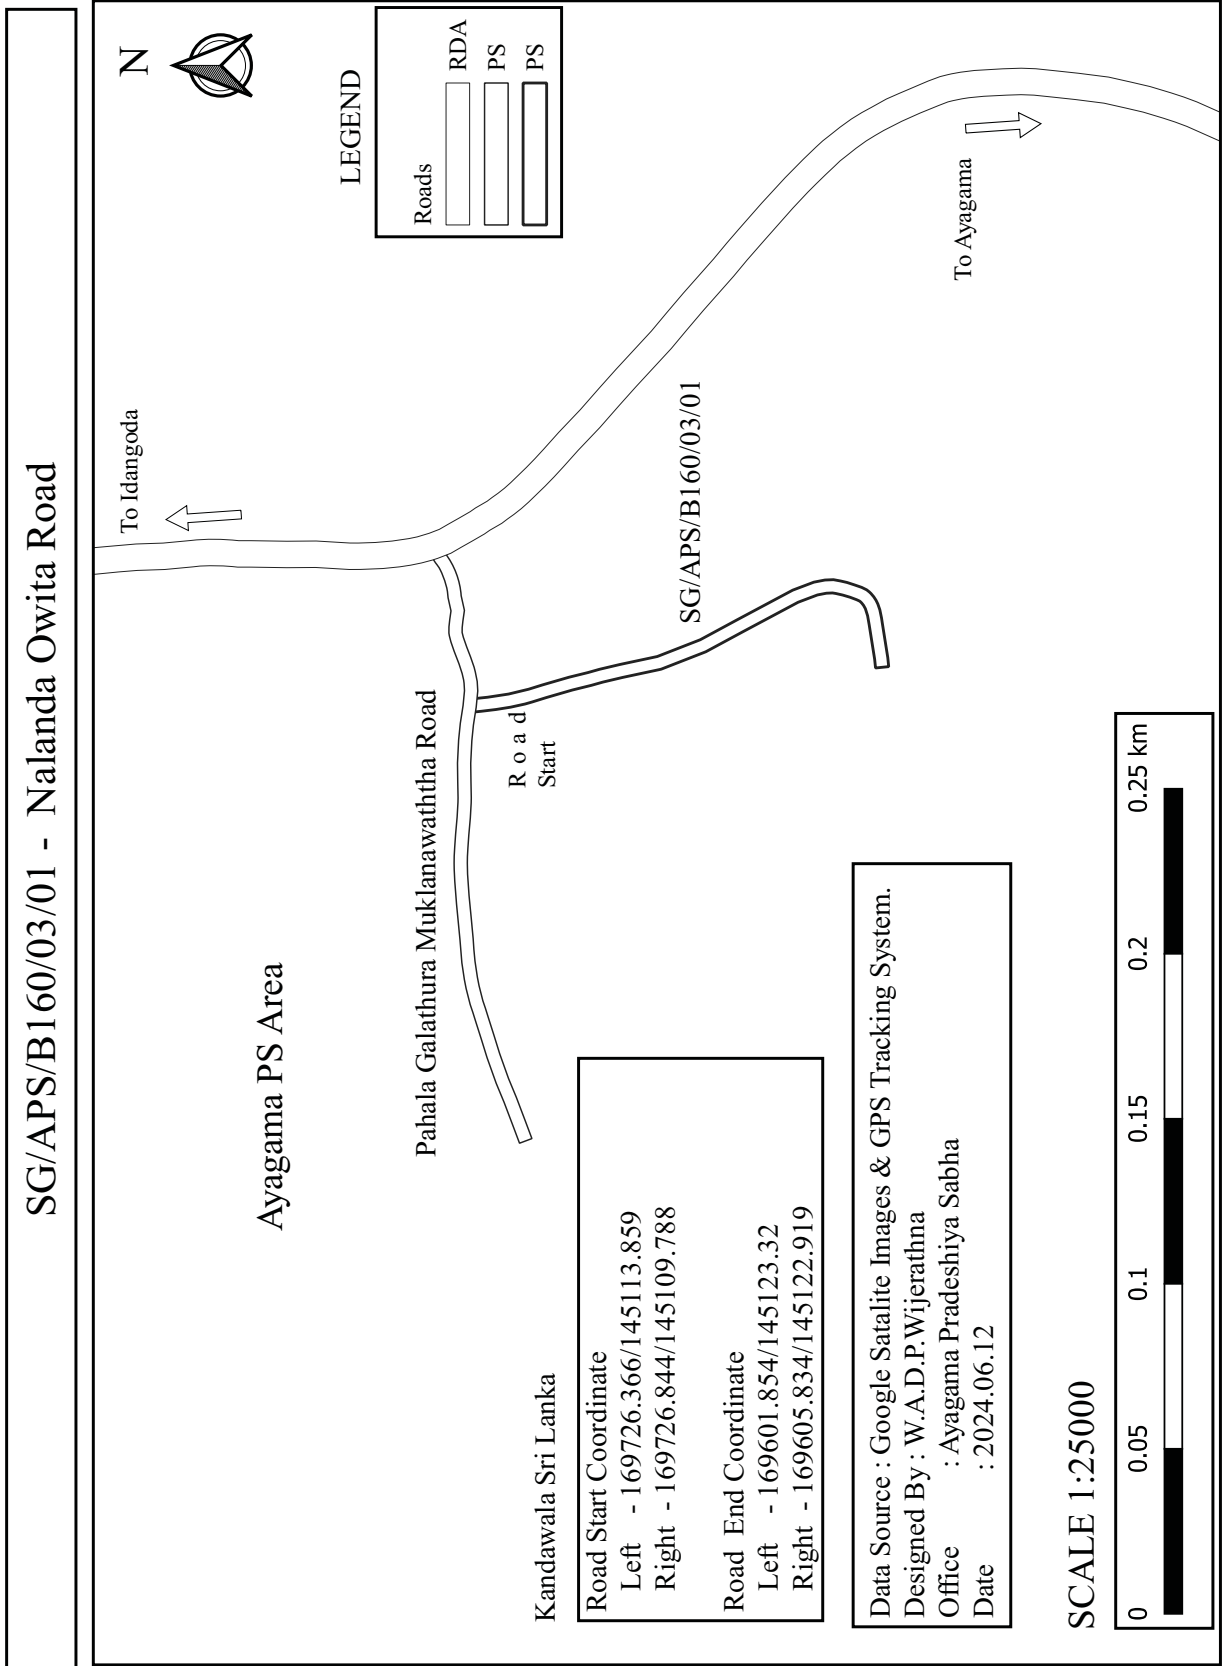 SG/APS/B160/03/01 - Nalanda Owita Road
N
To Idangoda
LEGEND
Roads
RDA
PS
PS
Ayagama PS Area
Pahala Galathura Muklanawaththa Road
Road
Start
SG/APS/B160/03/01
To Ayagama
Kandawala Sri Lanka
Road Start Coordinate
Left - 169726.366/145113.859
Right - 169726.844/145109.788
Road End Coordinate
Left - 169601.854/145123.32
Right - 169605.834/145122.919
Data Source : Google Satalite Images & GPS Tracking System.
Designed By : W.A.D.P.Wijerathna
Office : Ayagama Pradeshiya Sabha
Date : 2024.06.12
SCALE 1:25000
0 0.05 0.1 0.15 0.2 0.25 km